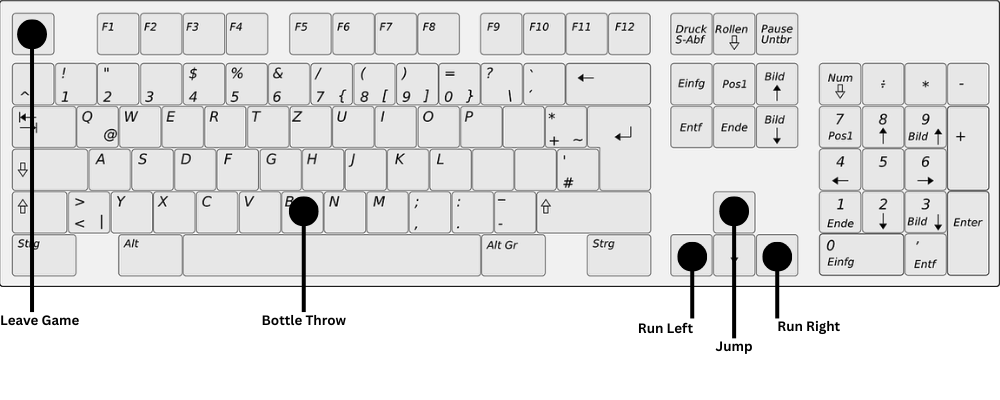 F1 F2 F3 F4 F5 F6 F7 F8 F9 F10 F11 F12 Druck Rollen Pause
S-Abf Untbr
! " $ % & / ( ) = ? ` Einfg Pos1 Bild Num ÷ * -
^ 1 2 3 4 5 6 7 { 8 [ 9 ] 0 } \ ´
Q W E R T Z U I O P * Entf Ende Bild 7 8 9 +
@ + ~ Pos1 Bild
A S D F G H J K L ' 4 5 6
#
> Y X C V B N M ; : – 1 2 3 Enter
< | , . - Ende Bild
Strg Alt Alt Gr Strg 0 ,
Einfg Entf
Leave Game Bottle Throw Run Left Run Right
Jump